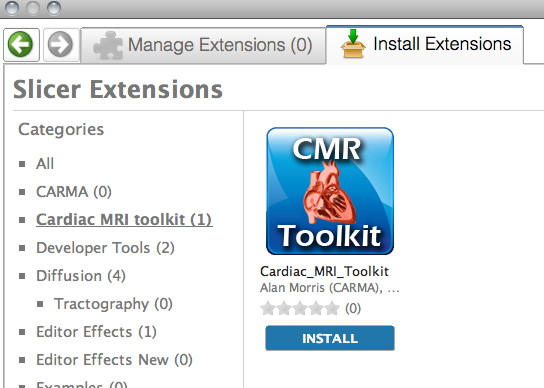 Manage Extensions (0)
Install Extensions
Slicer Extensions
Categories
All
CARMA (0)
Cardiac MRI toolkit (1)
Developer Tools (2)
Diffusion (4)
Tractography (0)
Editor Effects (1)
Editor Effects New (0)
Examples (0)
CMR
Toolkit
Cardiac_MRI_Toolkit
Alan Morris (CARMA), ...
(0)
INSTALL